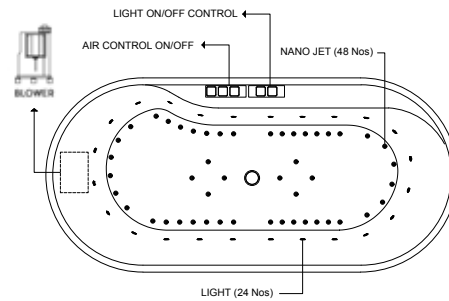 LIGHT ON/OFF CONTROL
AIR CONTROL ON/OFF
NANO JET (48 Nos)
BLOWER
LIGHT (24 Nos)